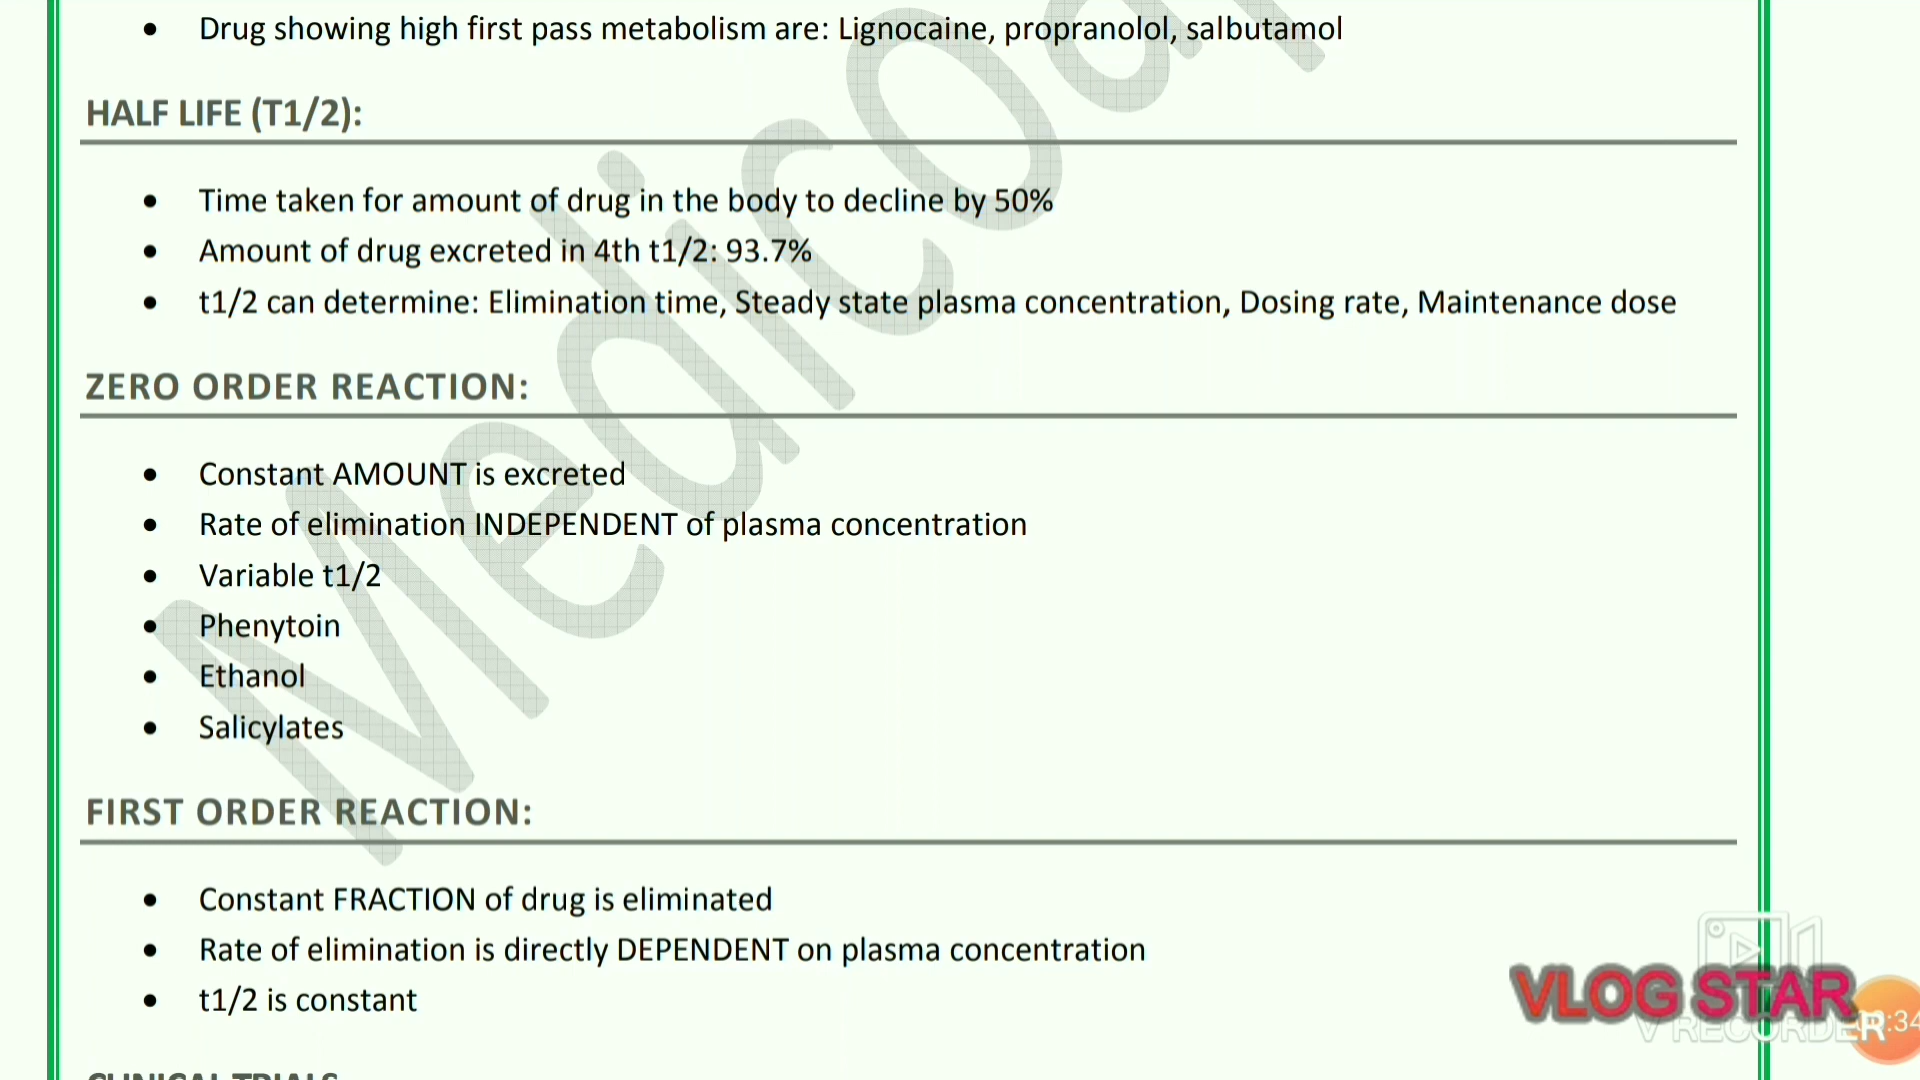 • Drug showing high first pass metabolism are: Lignocaine, propranolol, salbutamol
HALF LIFE (T1/2):
• Time taken for amount of drug in the body to decline by 50%
• Amount of drug excreted in 4th t1/2: 93.7%
• t1/2 can determine: Elimination time, Steady state plasma concentration, Dosing rate, Maintenance dose
ZERO ORDER REACTION:
• Constant AMOUNT is excreted
• Rate of elimination INDEPENDENT of plasma concentration
• Variable t1/2
• Phenytoin
• Ethanol
• Salicylates
FIRST ORDER REACTION:
• Constant FRACTION of drug is eliminated
• Rate of elimination is directly DEPENDENT on plasma concentration
• t1/2 is constant
CLINICAL TRIALS
VLOG STAR
V RECORDER